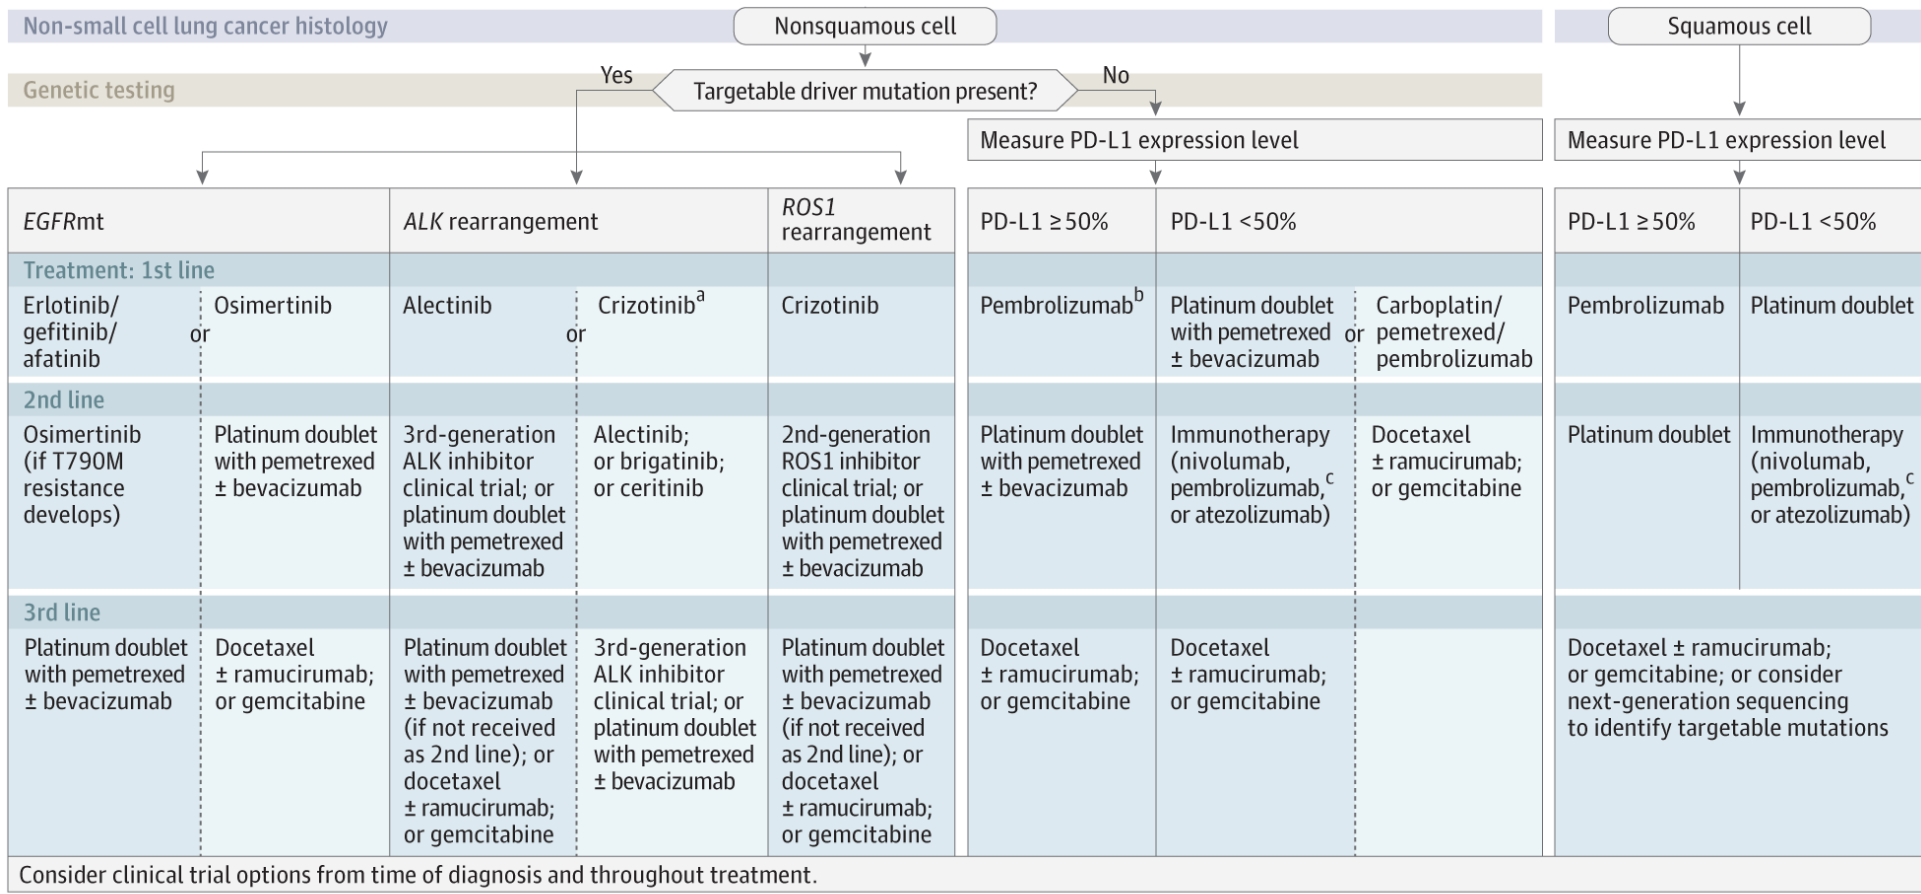 Non-small cell lung cancer histology
Nonsquamous cell
Squamous cell
Genetic testing
Yes
Targetable driver mutation present?
No
Measure PD-L1 expression level
Measure PD-L1 expression level
EGFRmt
ALK rearrangement
ROS1
rearrangement
PD-L1 ≥50%
PD-L1 <50%
PD-L1 ≥50%
PD-L1 <50%
Treatment: 1st line
Erlotinib/
gefitinib/
afatinib
or
Osimertinib
Alectinib
or
Crizotinibᵃ
Crizotinib
Pembrolizumabᵇ
Platinum doublet
with pemetrexed
± bevacizumab
or
Carboplatin/
pemetrexed/
pembrolizumab
Pembrolizumab
Platinum doublet
2nd line
Osimertinib
(if T790M
resistance
develops)
Platinum doublet
with pemetrexed
± bevacizumab
3rd-generation
ALK inhibitor
clinical trial; or
platinum doublet
with pemetrexed
± bevacizumab
Alectinib;
or brigatinib;
or ceritinib
2nd-generation
ROS1 inhibitor
clinical trial; or
platinum doublet
with pemetrexed
± bevacizumab
Platinum doublet
with pemetrexed
± bevacizumab
Immunotherapy
(nivolumab,
pembrolizumab,ᶜ
or atezolizumab)
Docetaxel
± ramucirumab;
or gemcitabine
Platinum doublet
Immunotherapy
(nivolumab,
pembrolizumab,ᶜ
or atezolizumab)
3rd line
Platinum doublet
with pemetrexed
± bevacizumab
Docetaxel
± ramucirumab;
or gemcitabine
Platinum doublet
with pemetrexed
± bevacizumab
(if not received
as 2nd line); or
docetaxel
± ramucirumab;
or gemcitabine
3rd-generation
ALK inhibitor
clinical trial; or
platinum doublet
with pemetrexed
± bevacizumab
Platinum doublet
with pemetrexed
± bevacizumab
(if not received
as 2nd line); or
docetaxel
± ramucirumab;
or gemcitabine
Docetaxel
± ramucirumab;
or gemcitabine
Docetaxel
± ramucirumab;
or gemcitabine
Docetaxel ± ramucirumab;
or gemcitabine; or consider
next-generation sequencing
to identify targetable mutations
Consider clinical trial options from time of diagnosis and throughout treatment.